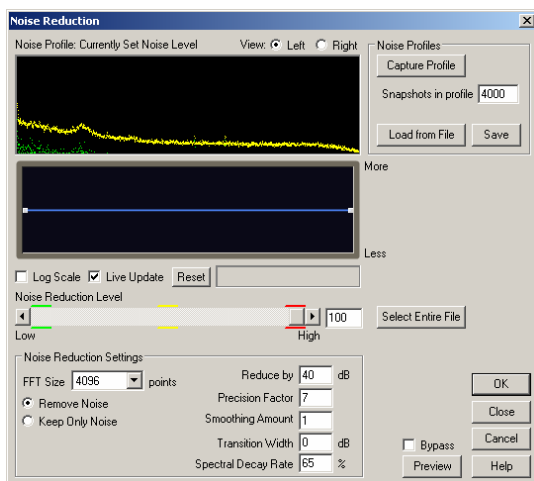 Noise Reduction
Noise Profile: Currently Set Noise Level
View: Left Right
Noise Profiles
Capture Profile
Snapshots in profile 4000
Load from File Save
More
Less
Log Scale Live Update Reset
Noise Reduction Level
100
Select Entire File
Low High
Noise Reduction Settings
FFT Size 4096 points
Remove Noise
Keep Only Noise
Reduce by 40 dB
Precision Factor 7
Smoothing Amount 1
Transition Width 0 dB
Spectral Decay Rate 65 %
OK
Close
Bypass Cancel
Preview Help